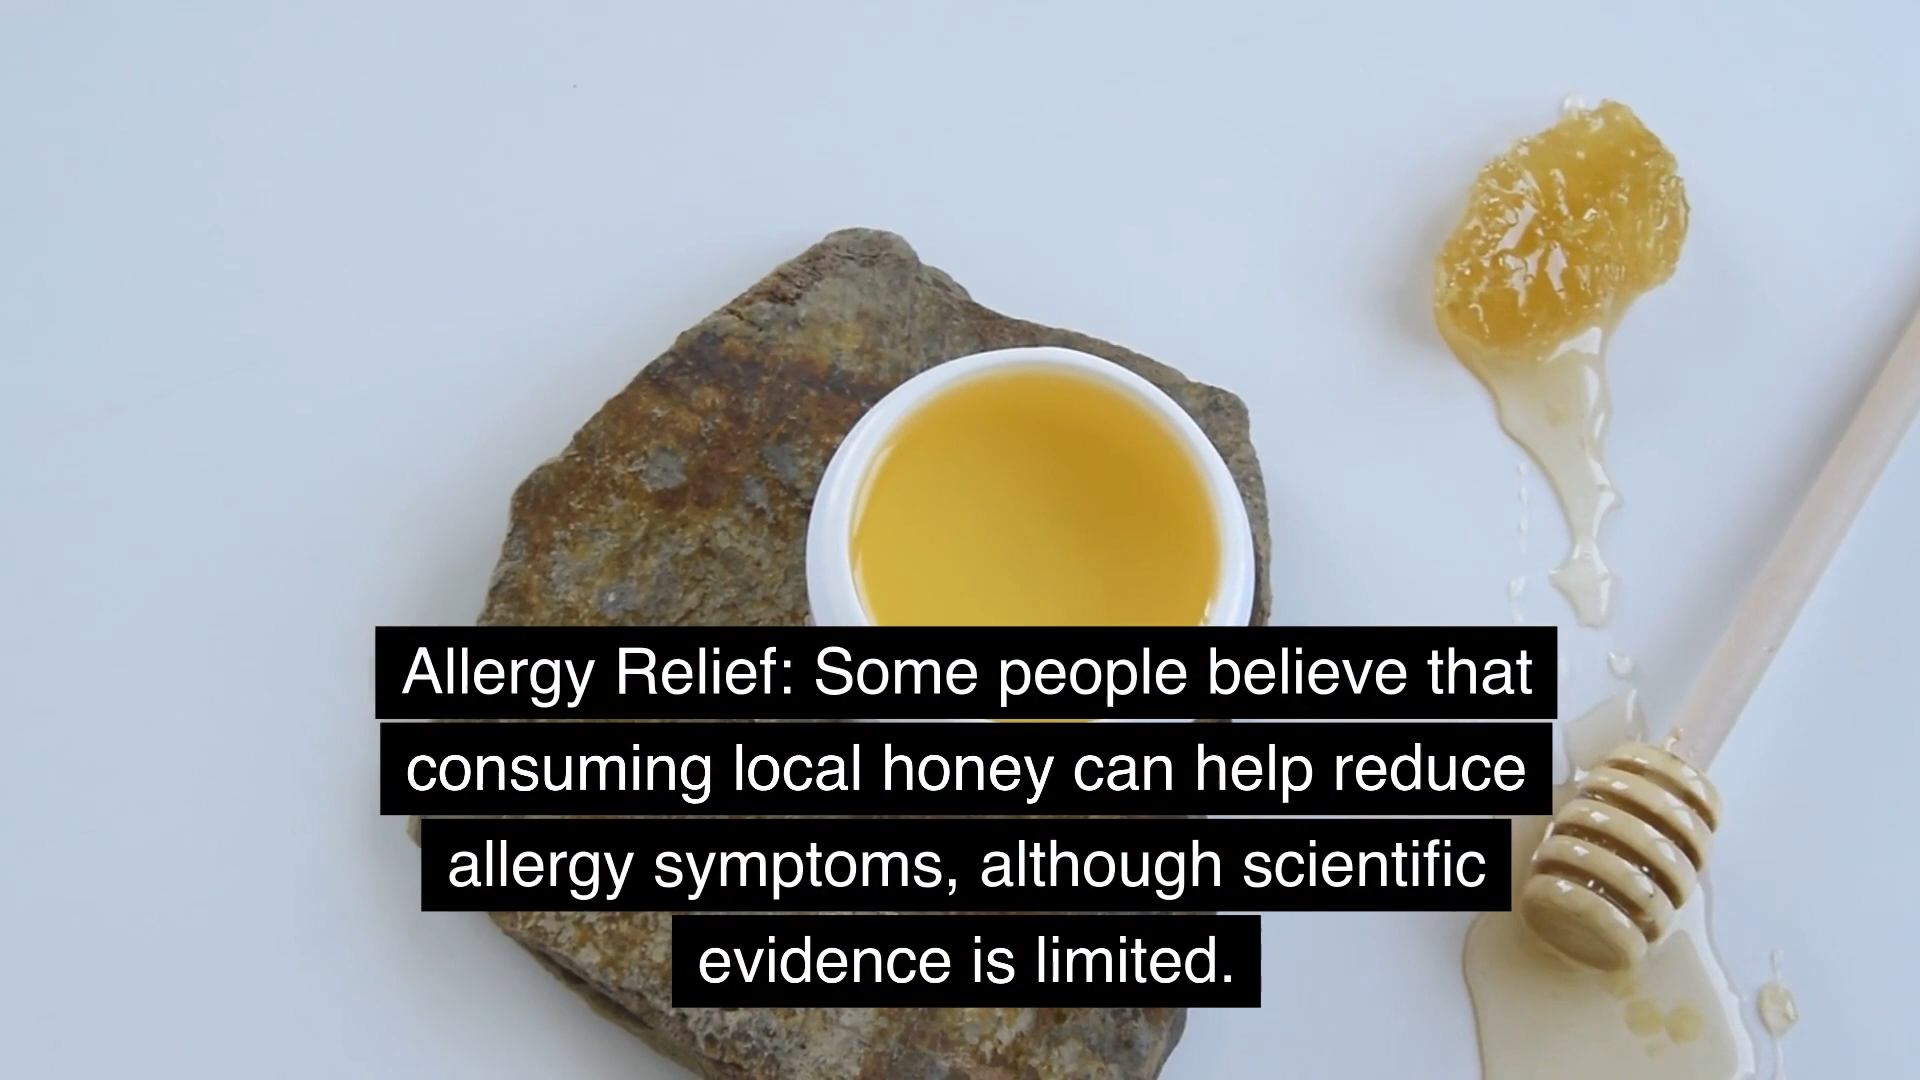 Allergy Relief: Some people believe that
consuming local honey can help reduce
allergy symptoms, although scientific
evidence is limited.